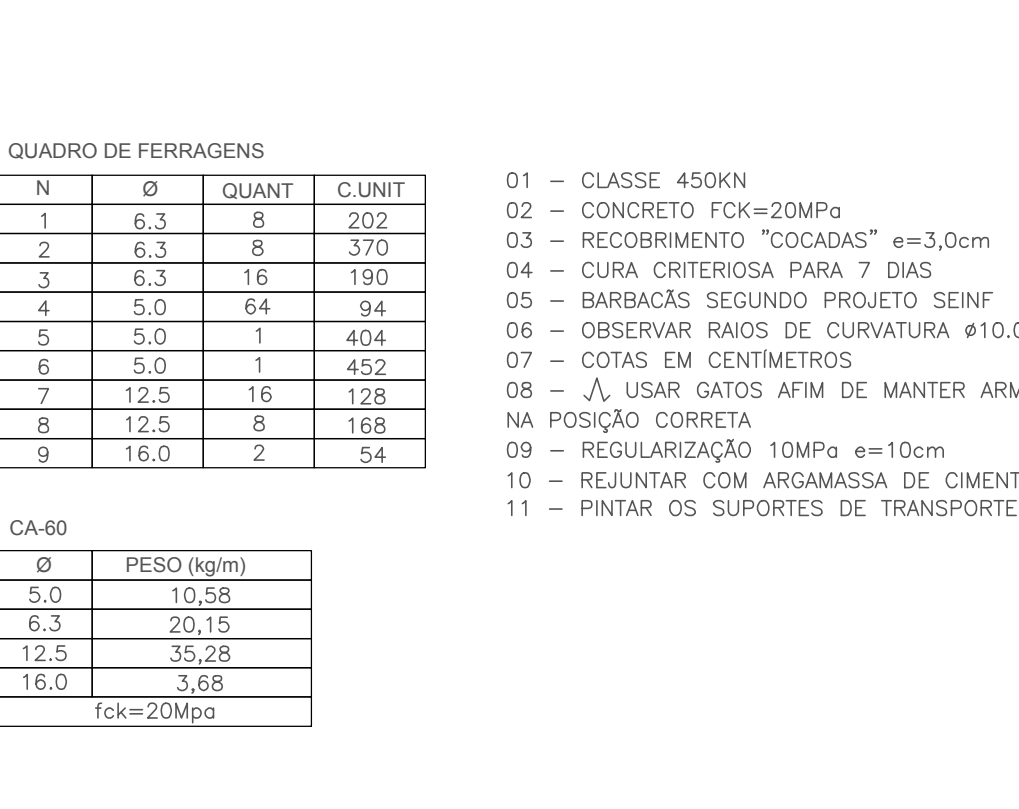 QUADRO DE FERRAGENS
N Ø QUANT C.UNIT
1 6.3 8 202
2 6.3 8 370
3 6.3 16 190
4 5.0 64 94
5 5.0 1 404
6 5.0 1 452
7 12.5 16 128
8 12.5 8 168
9 16.0 2 54
CA-60
Ø PESO (kg/m)
5.0 10,58
6.3 20,15
12.5 35,28
16.0 3,68
fck=20Mpa
01 – CLASSE 450KN
02 – CONCRETO FCK=20MPa
03 – RECOBRIMENTO ”COCADAS” e=3,0cm
04 – CURA CRITERIOSA PARA 7 DIAS
05 – BARBACÃS SEGUNDO PROJETO SEINF
06 – OBSERVAR RAIOS DE CURVATURA ø10.0
07 – COTAS EM CENTÍMETROS
08 – USAR GATOS AFIM DE MANTER ARM
NA POSIÇÃO CORRETA
09 – REGULARIZAÇÃO 10MPa e=10cm
10 – REJUNTAR COM ARGAMASSA DE CIMENT
11 – PINTAR OS SUPORTES DE TRANSPORTE